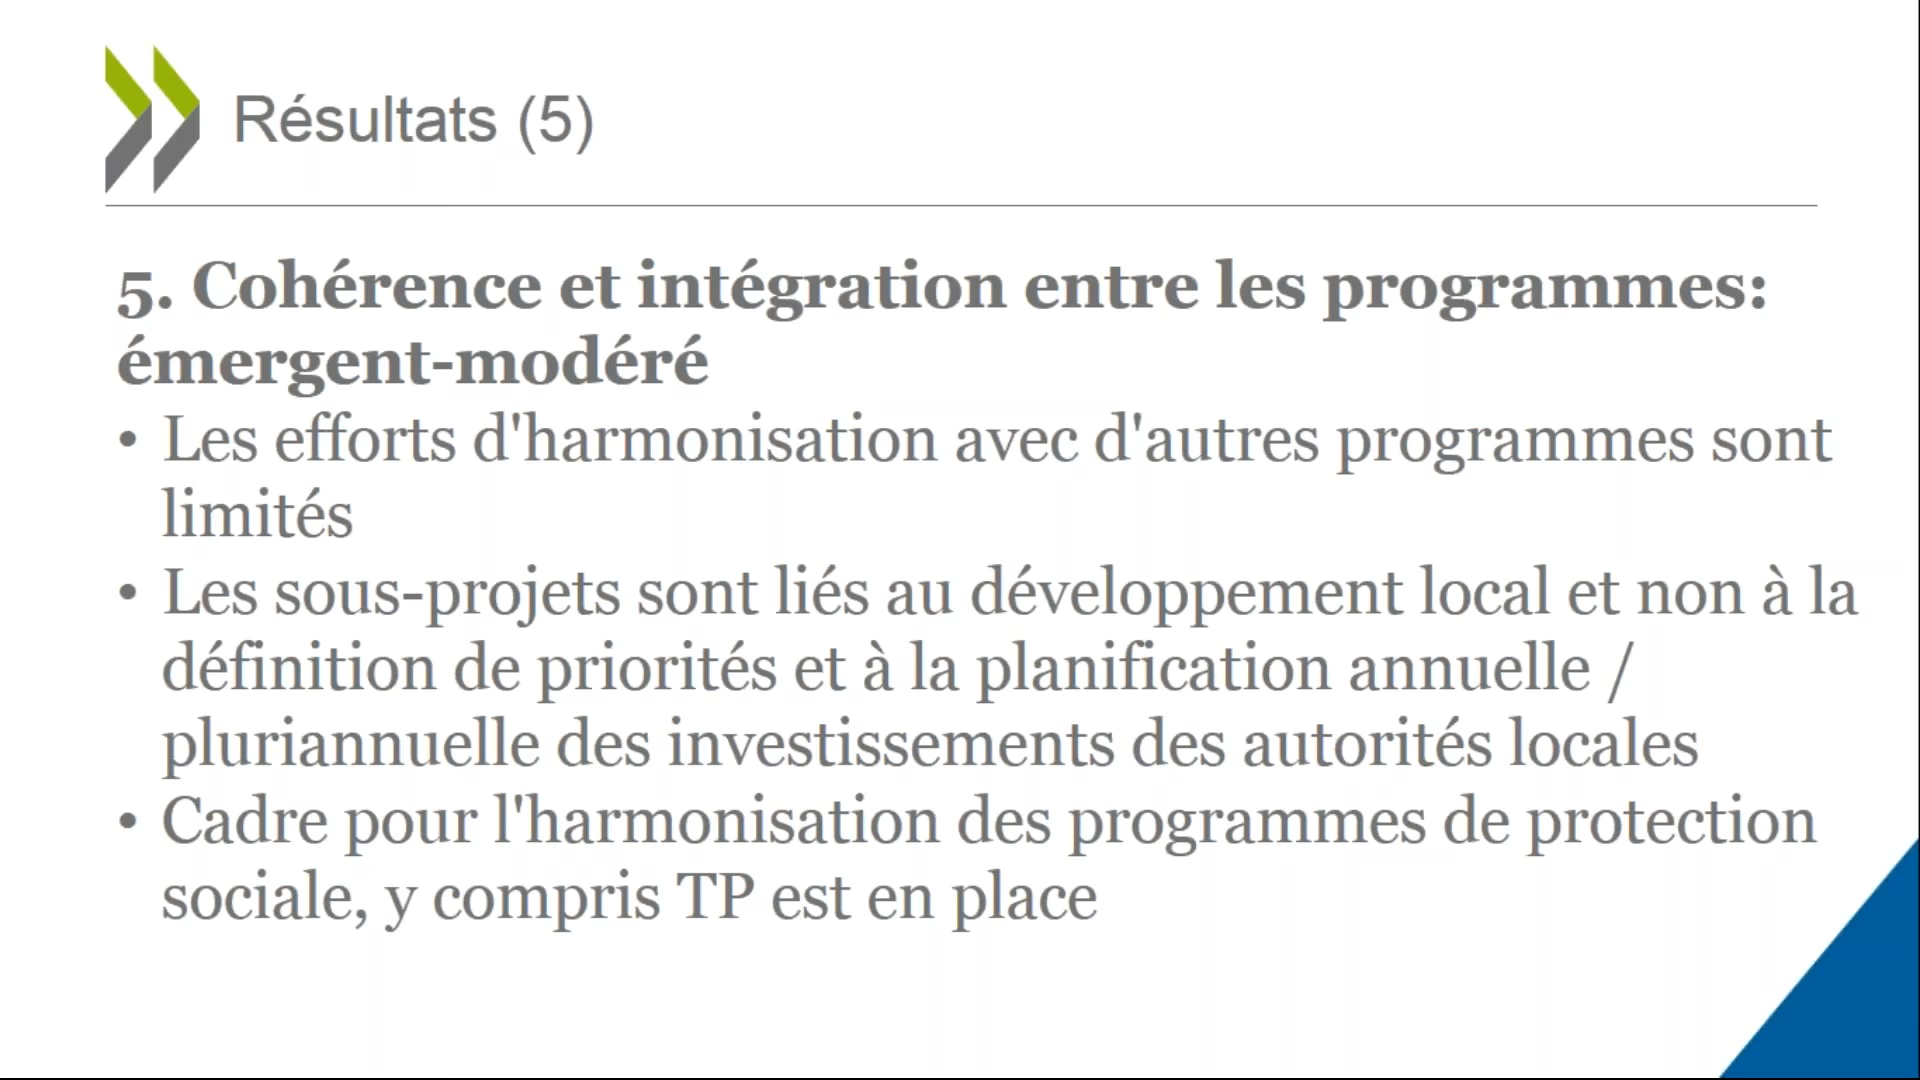 Résultats (5)
5. Cohérence et intégration entre les programmes:
émergent-modéré
• Les efforts d'harmonisation avec d'autres programmes sont
limités
• Les sous-projets sont liés au développement local et non à la
définition de priorités et à la planification annuelle /
pluriannuelle des investissements des autorités locales
• Cadre pour l'harmonisation des programmes de protection
sociale, y compris TP est en place